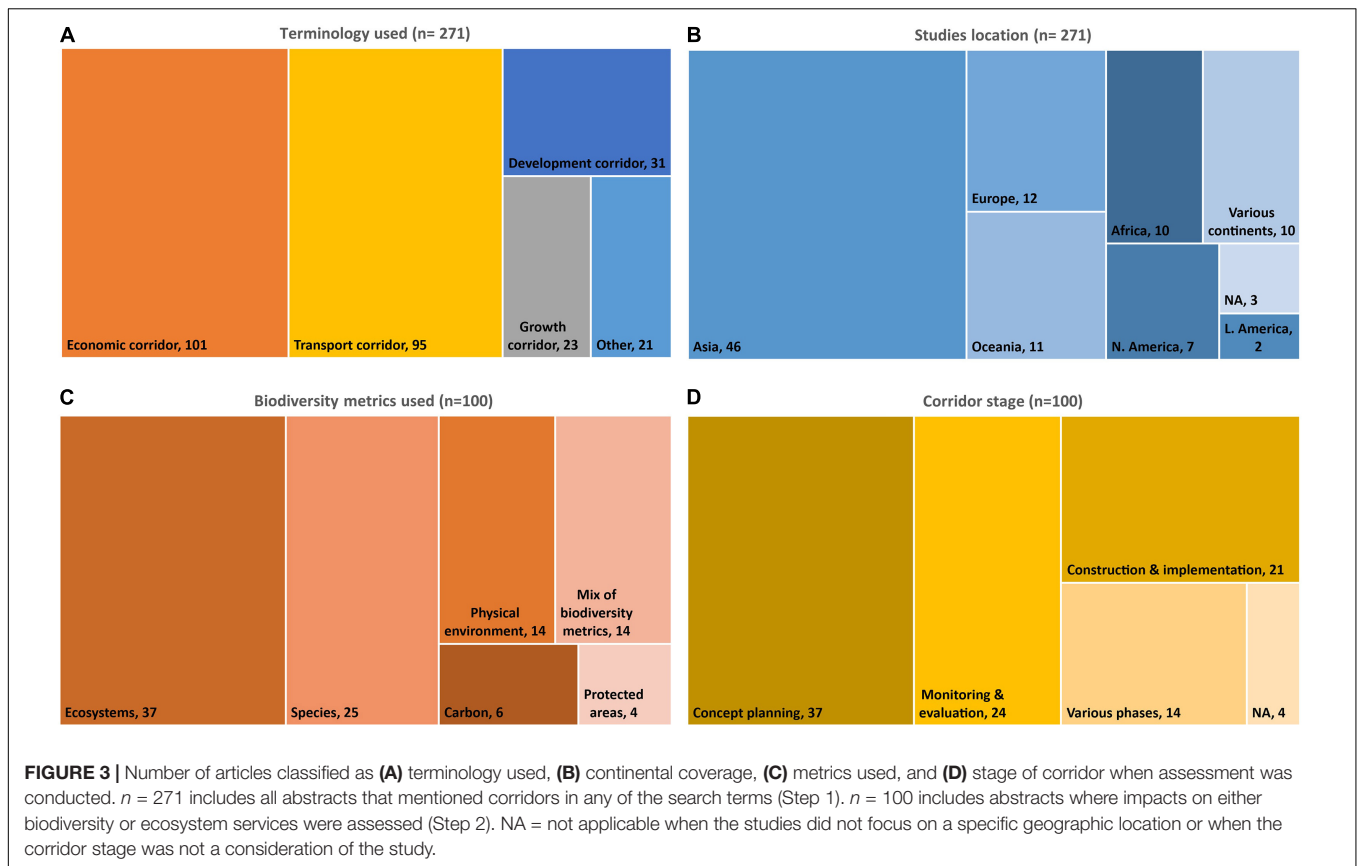 A
Terminology used (n= 271)
Development corridor, 31
Growth
corridor, 23
Other, 21
Economic corridor, 101
Transport corridor, 95
B
Studies location (n= 271)
Europe, 12
Africa, 10
Various
continents, 10
NA, 3
L. America,
2
Asia, 46
Oceania, 11
N. America, 7
C
Biodiversity metrics used (n=100)
Physical
environment, 14
Mix of
biodiversity
metrics, 14
Protected
areas, 4
Ecosystems, 37
Species, 25
Carbon, 6
D
Corridor stage (n=100)
Construction & implementation, 21
Monitoring &
evaluation, 24
Concept planning, 37
Various phases, 14
NA, 4
FIGURE 3 | Number of articles classified as (A) terminology used, (B) continental coverage, (C) metrics used, and (D) stage of corridor when assessment was
conducted. n = 271 includes all abstracts that mentioned corridors in any of the search terms (Step 1). n = 100 includes abstracts where impacts on either
biodiversity or ecosystem services were assessed (Step 2). NA = not applicable when the studies did not focus on a specific geographic location or when the
corridor stage was not a consideration of the study.